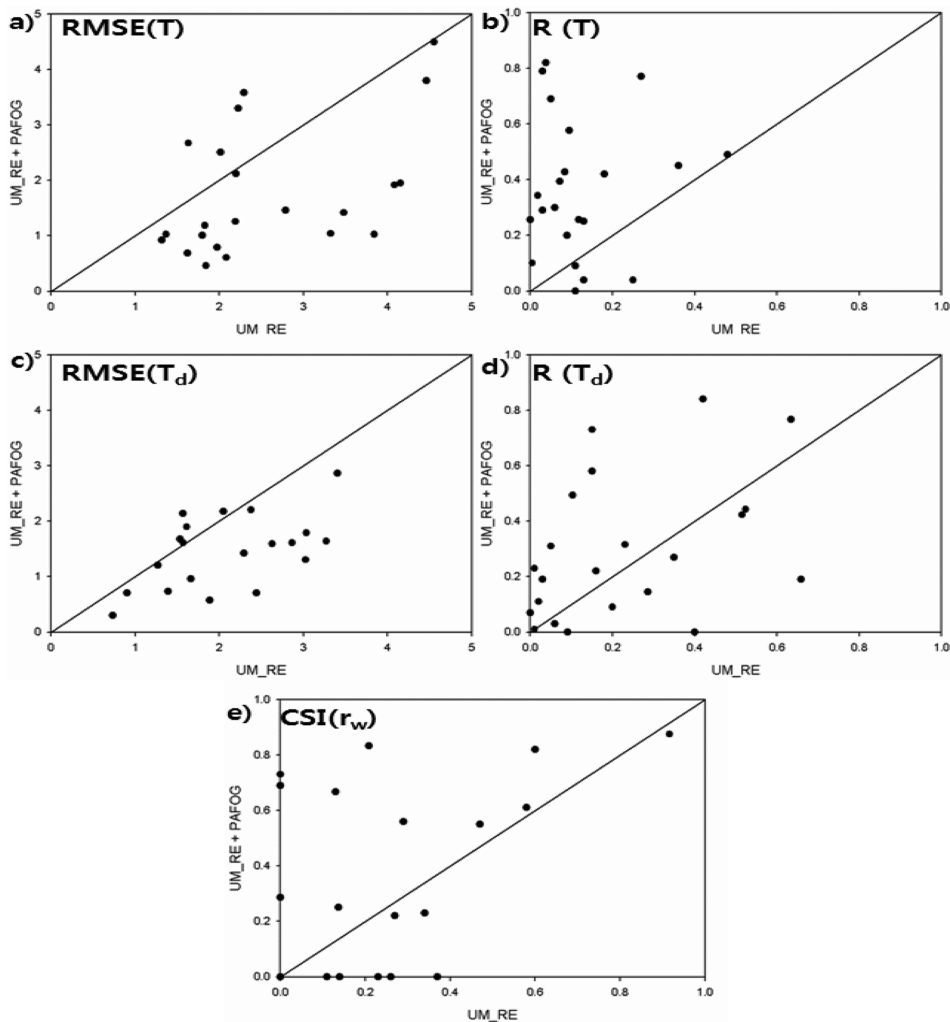 a) RMSE(T)
5
4
3
2
1
0
UM_RE + PAFOG
0 1 2 3 4 5
UM_RE
b) R (T)
1.0
0.8
0.6
0.4
0.2
0.0
UM_RE + PAFOG
0.0 0.2 0.4 0.6 0.8 1.0
UM_RE
c) RMSE(Td)
5
4
3
2
1
0
UM_RE + PAFOG
0 1 2 3 4 5
UM_RE
d) R (Td)
1.0
0.8
0.6
0.4
0.2
0.0
UM_RE + PAFOG
0.0 0.2 0.4 0.6 0.8 1.0
UM_RE
e) CSI(rw)
1.0
0.8
0.6
0.4
0.2
0.0
UM_RE + PAFOG
0.0 0.2 0.4 0.6 0.8 1.0
UM_RE